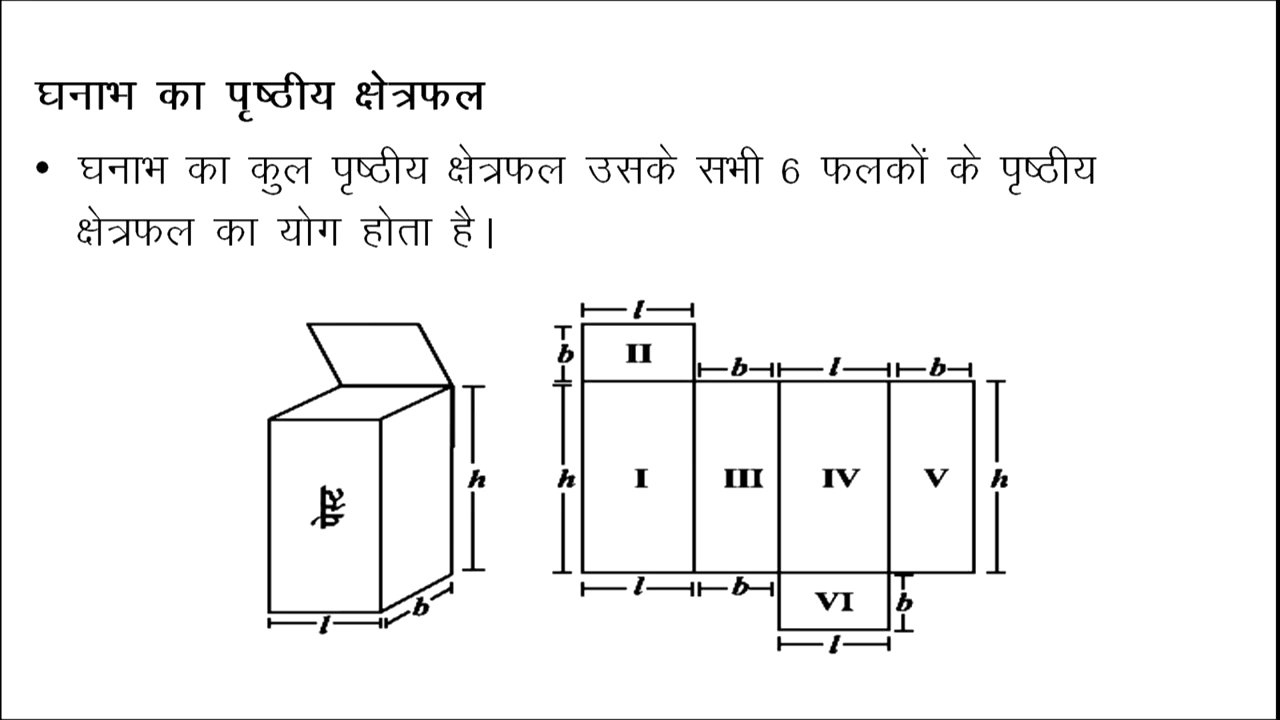 घनाभ का पृष्ठीय क्षेत्रफल
• घनाभ का कुल पृष्ठीय क्षेत्रफल उसके सभी 6 फलकों के पृष्ठीय
क्षेत्रफल का योग होता है।
l
b II
b l b
h
h I III IV V h
l b
VI b
l b
l